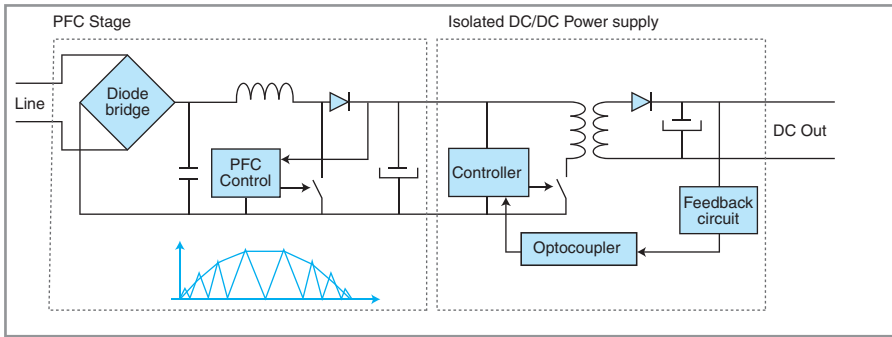 PFC Stage
Isolated DC/DC Power supply
Line
Diode
bridge
PFC
Control
Controller
DC Out
Feedback
circuit
Optocoupler